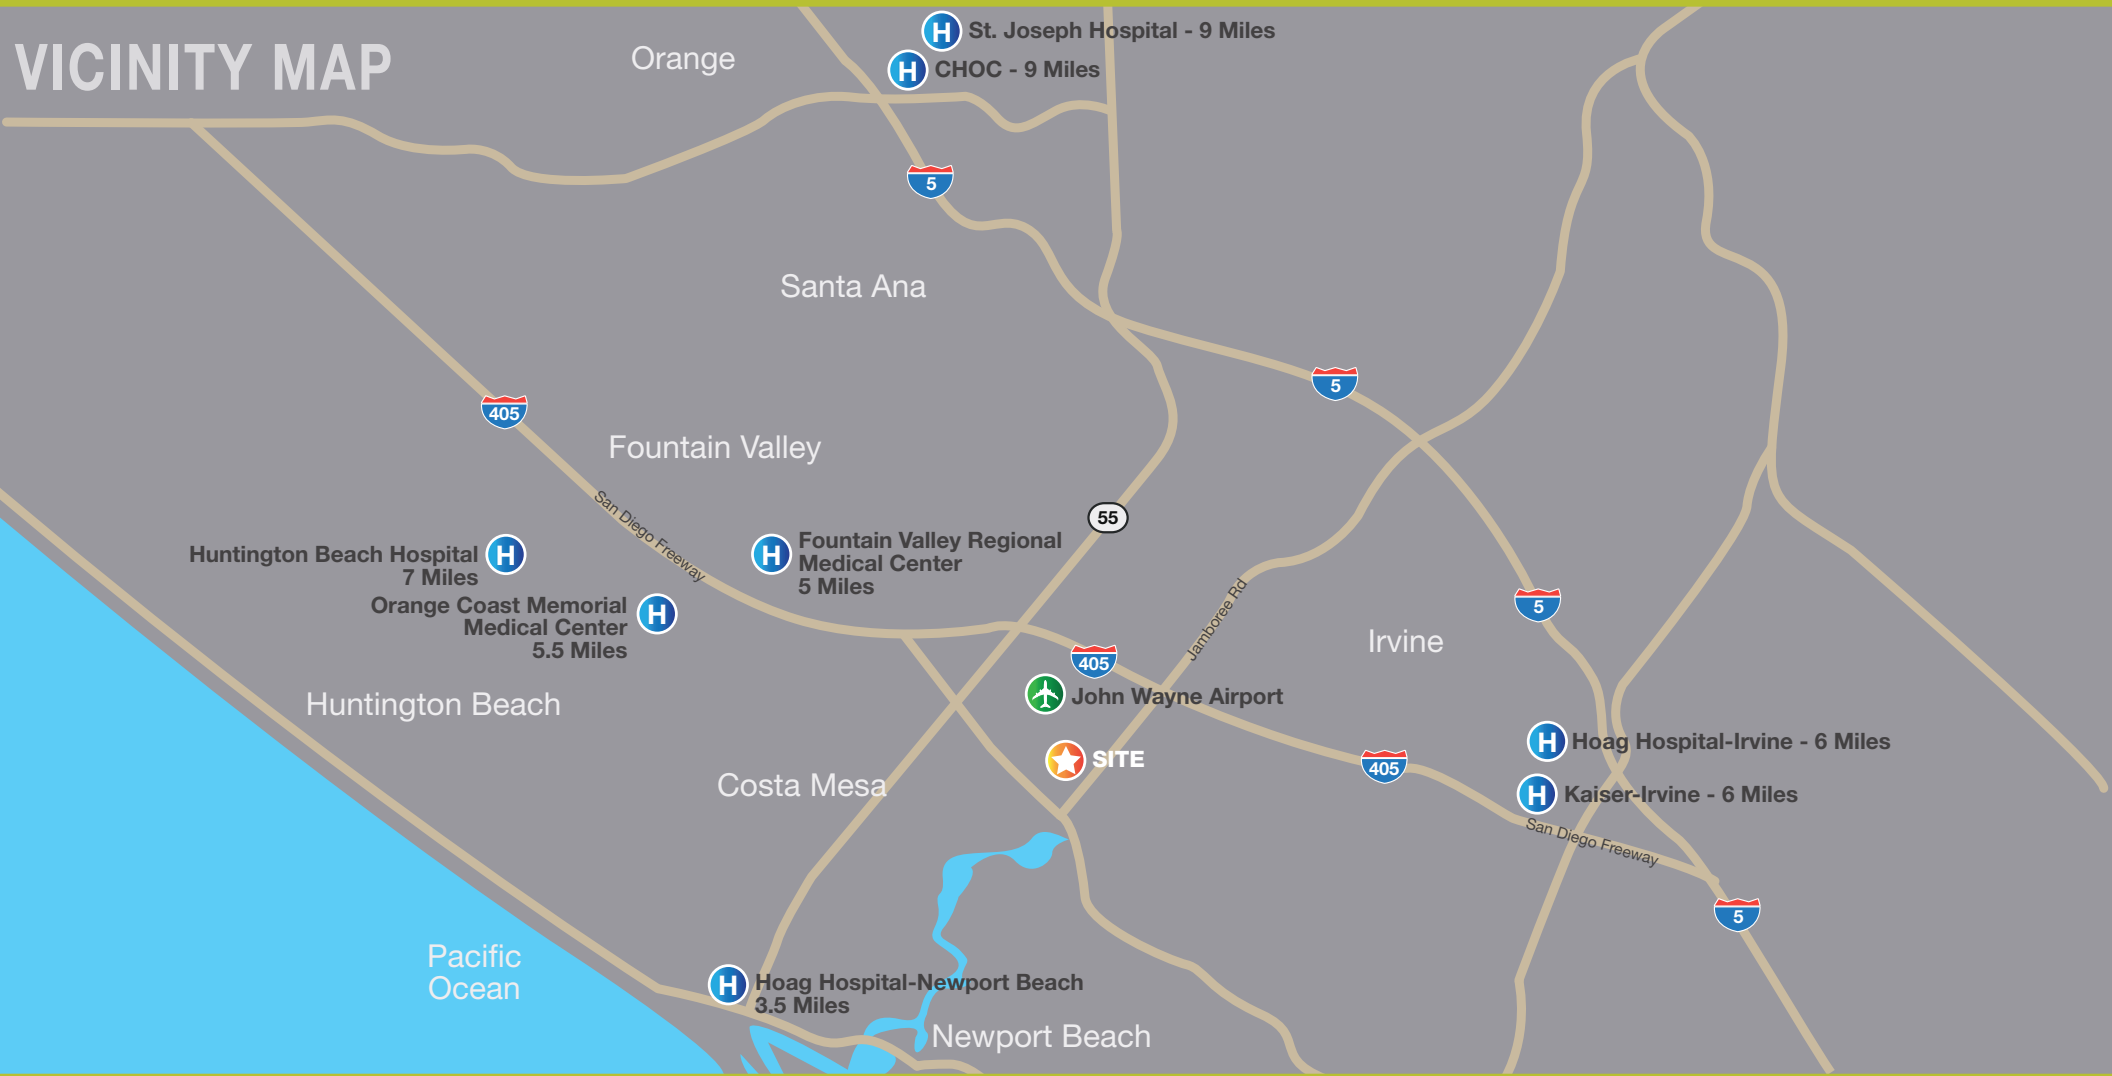 VICINITY MAP
Orange
H St. Joseph Hospital - 9 Miles
H CHOC - 9 Miles
5
Santa Ana
5
405
Fountain Valley
San Diego Freeway
55
Huntington Beach Hospital H
7 Miles
H Fountain Valley Regional
Medical Center
5 Miles
Orange Coast Memorial H
Medical Center
5.5 Miles
Jamboree Rd
5
Irvine
405
John Wayne Airport
Huntington Beach
SITE
Costa Mesa
405
H Hoag Hospital-Irvine - 6 Miles
H Kaiser-Irvine - 6 Miles
San Diego Freeway
5
Pacific
Ocean
H Hoag Hospital-Newport Beach
3.5 Miles
Newport Beach